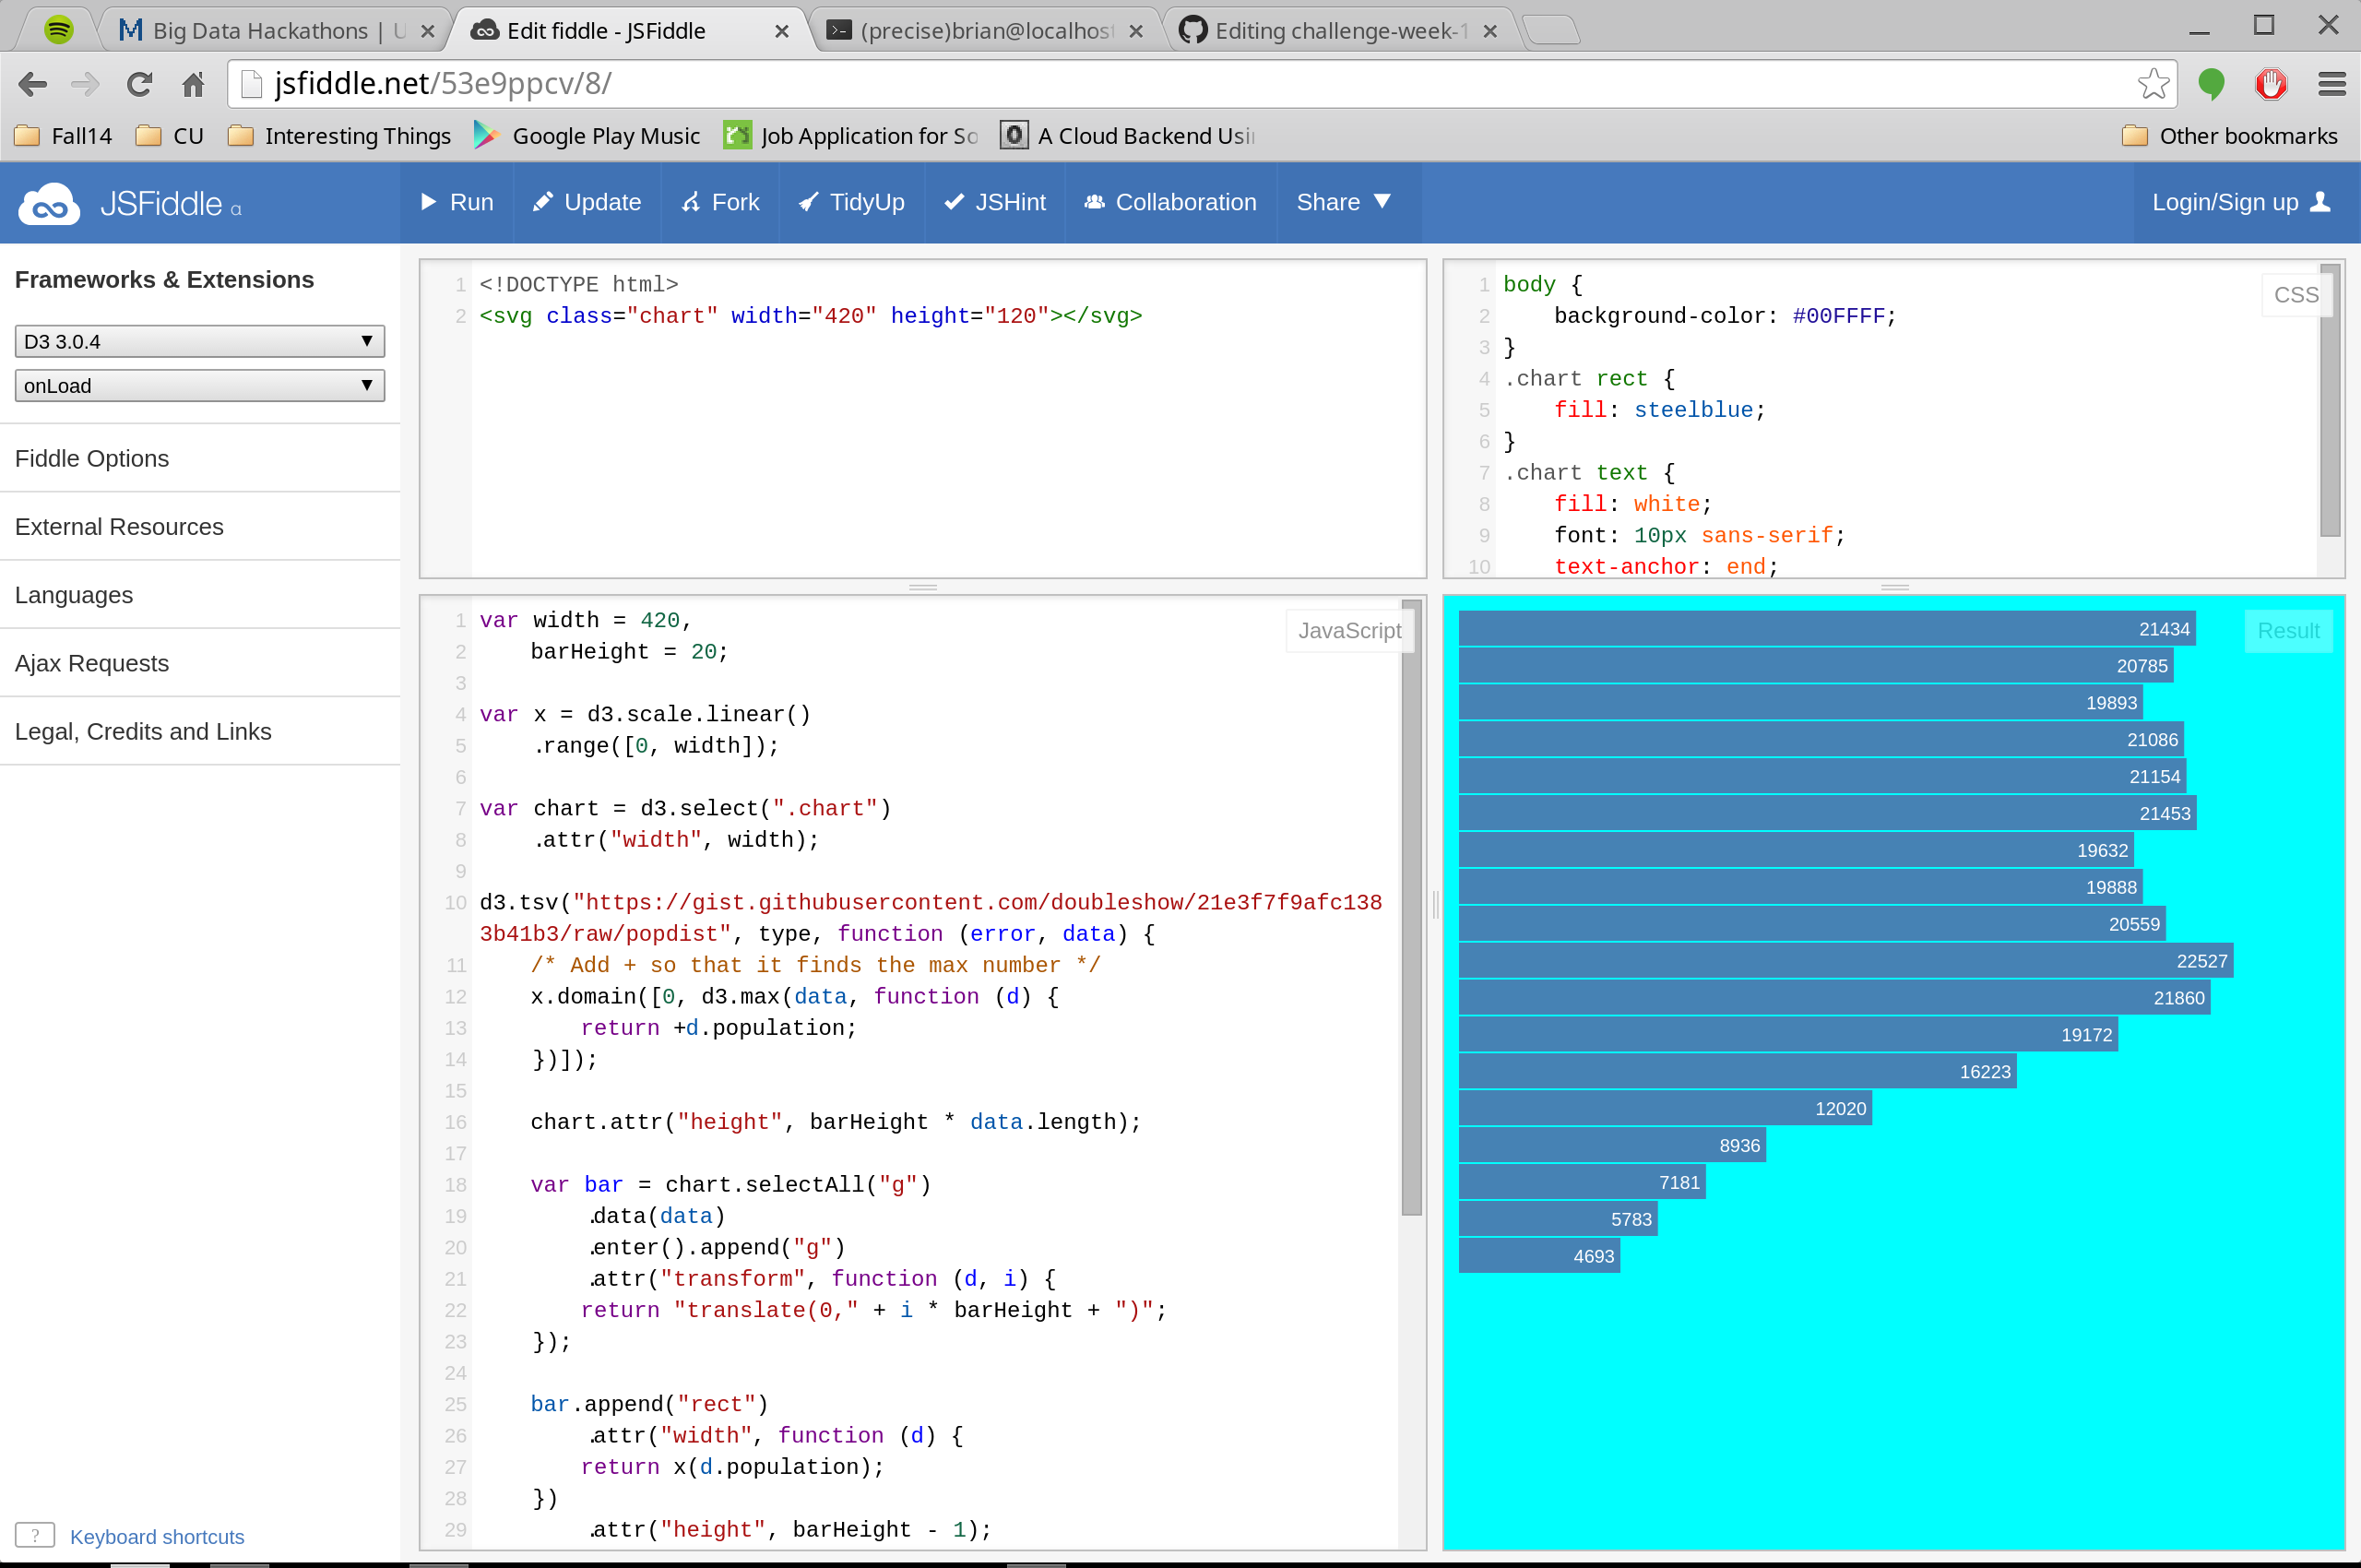 Big Data Hackathons | U
Edit fiddle - JSFiddle
(precise)brian@localhost
Editing challenge-week-1
jsfiddle.net/53e9ppcv/8/
Fall14 CU Interesting Things Google Play Music Job Application for So A Cloud Backend Usi Other bookmarks
JSFiddle α Run Update Fork TidyUp JSHint Collaboration Share Login/Sign up
Frameworks & Extensions
D3 3.0.4
onLoad
Fiddle Options
External Resources
Languages
Ajax Requests
Legal, Credits and Links
? Keyboard shortcuts
1 <!DOCTYPE html>
2 <svg class="chart" width="420" height="120"></svg>
CSS
1 body {
2 background-color: #00FFFF;
3 }
4 .chart rect {
5 fill: steelblue;
6 }
7 .chart text {
8 fill: white;
9 font: 10px sans-serif;
10 text-anchor: end;
JavaScript
1 var width = 420,
2 barHeight = 20;
3
4 var x = d3.scale.linear()
5 .range([0, width]);
6
7 var chart = d3.select(".chart")
8 .attr("width", width);
9
10 d3.tsv("https://gist.githubusercontent.com/doubleshow/21e3f7f9afc138
3b41b3/raw/popdist", type, function (error, data) {
11 /* Add + so that it finds the max number */
12 x.domain([0, d3.max(data, function (d) {
13 return +d.population;
14 })]);
15
16 chart.attr("height", barHeight * data.length);
17
18 var bar = chart.selectAll("g")
19 .data(data)
20 .enter().append("g")
21 .attr("transform", function (d, i) {
22 return "translate(0," + i * barHeight + ")";
23 });
24
25 bar.append("rect")
26 .attr("width", function (d) {
27 return x(d.population);
28 })
29 .attr("height", barHeight - 1);
Result
21434
20785
19893
21086
21154
21453
19632
19888
20559
22527
21860
19172
16223
12020
8936
7181
5783
4693